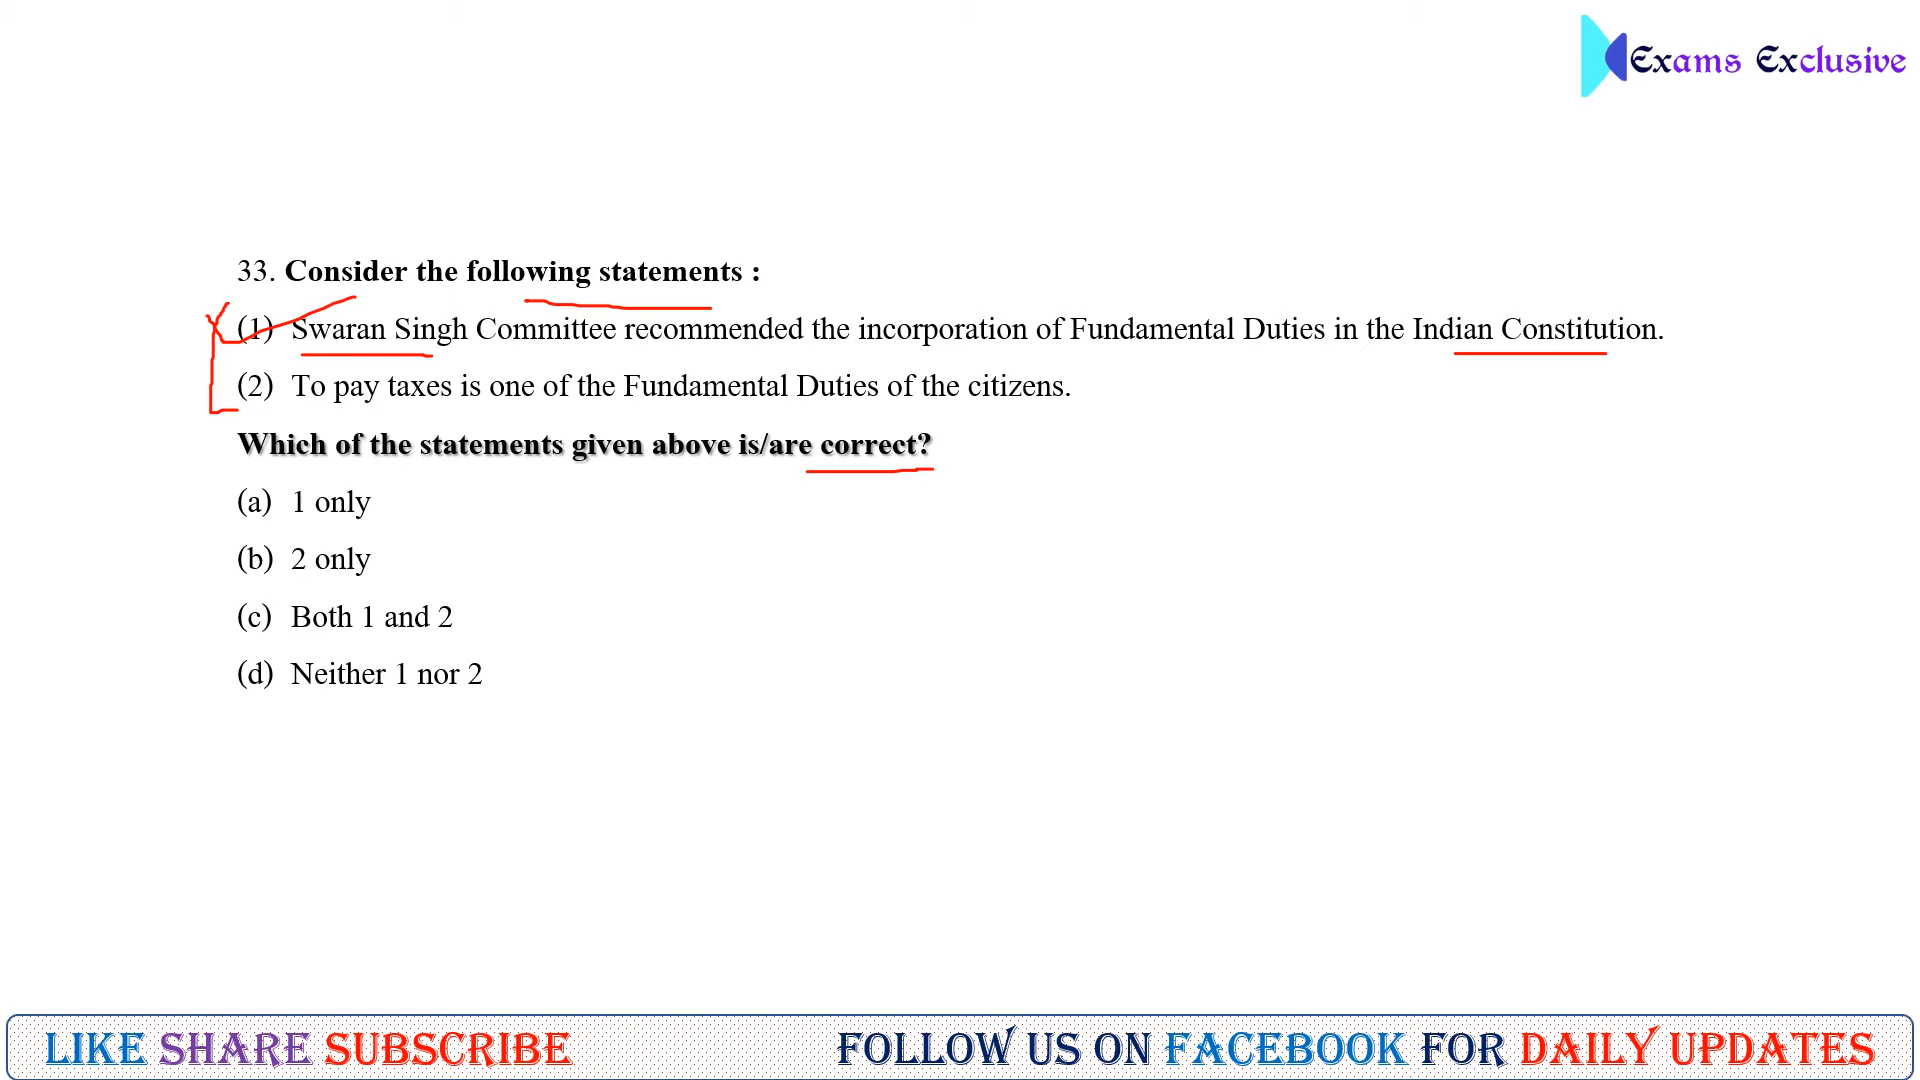 Exams Exclusive
33. Consider the following statements :
(1) Swaran Singh Committee recommended the incorporation of Fundamental Duties in the Indian Constitution.
(2) To pay taxes is one of the Fundamental Duties of the citizens.
Which of the statements given above is/are correct?
(a) 1 only
(b) 2 only
(c) Both 1 and 2
(d) Neither 1 nor 2
LIKE SHARE SUBSCRIBE FOLLOW US ON FACEBOOK FOR DAILY UPDATES